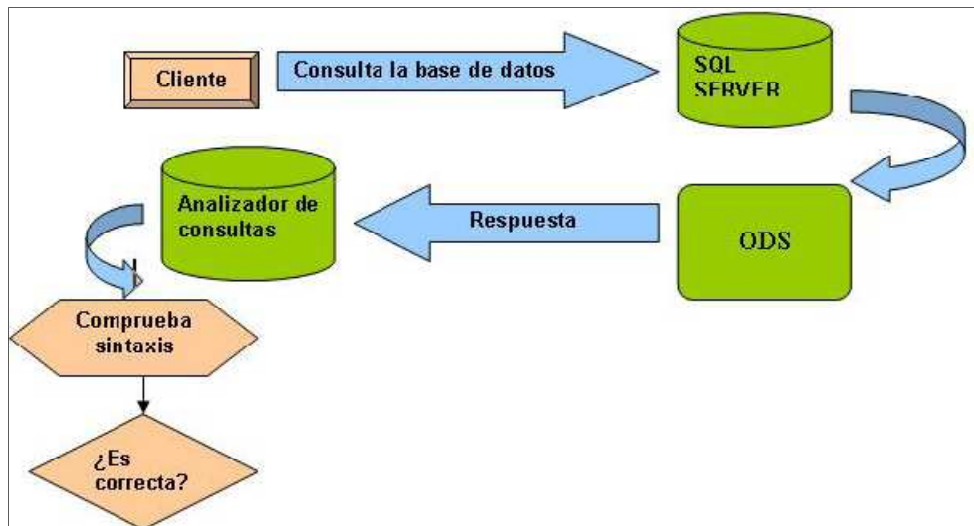 Cliente
Consulta la base de datos
SQL
SERVER
ODS
Respuesta
Analizador de
consultas
Comprueba
sintaxis
¿Es
correcta?